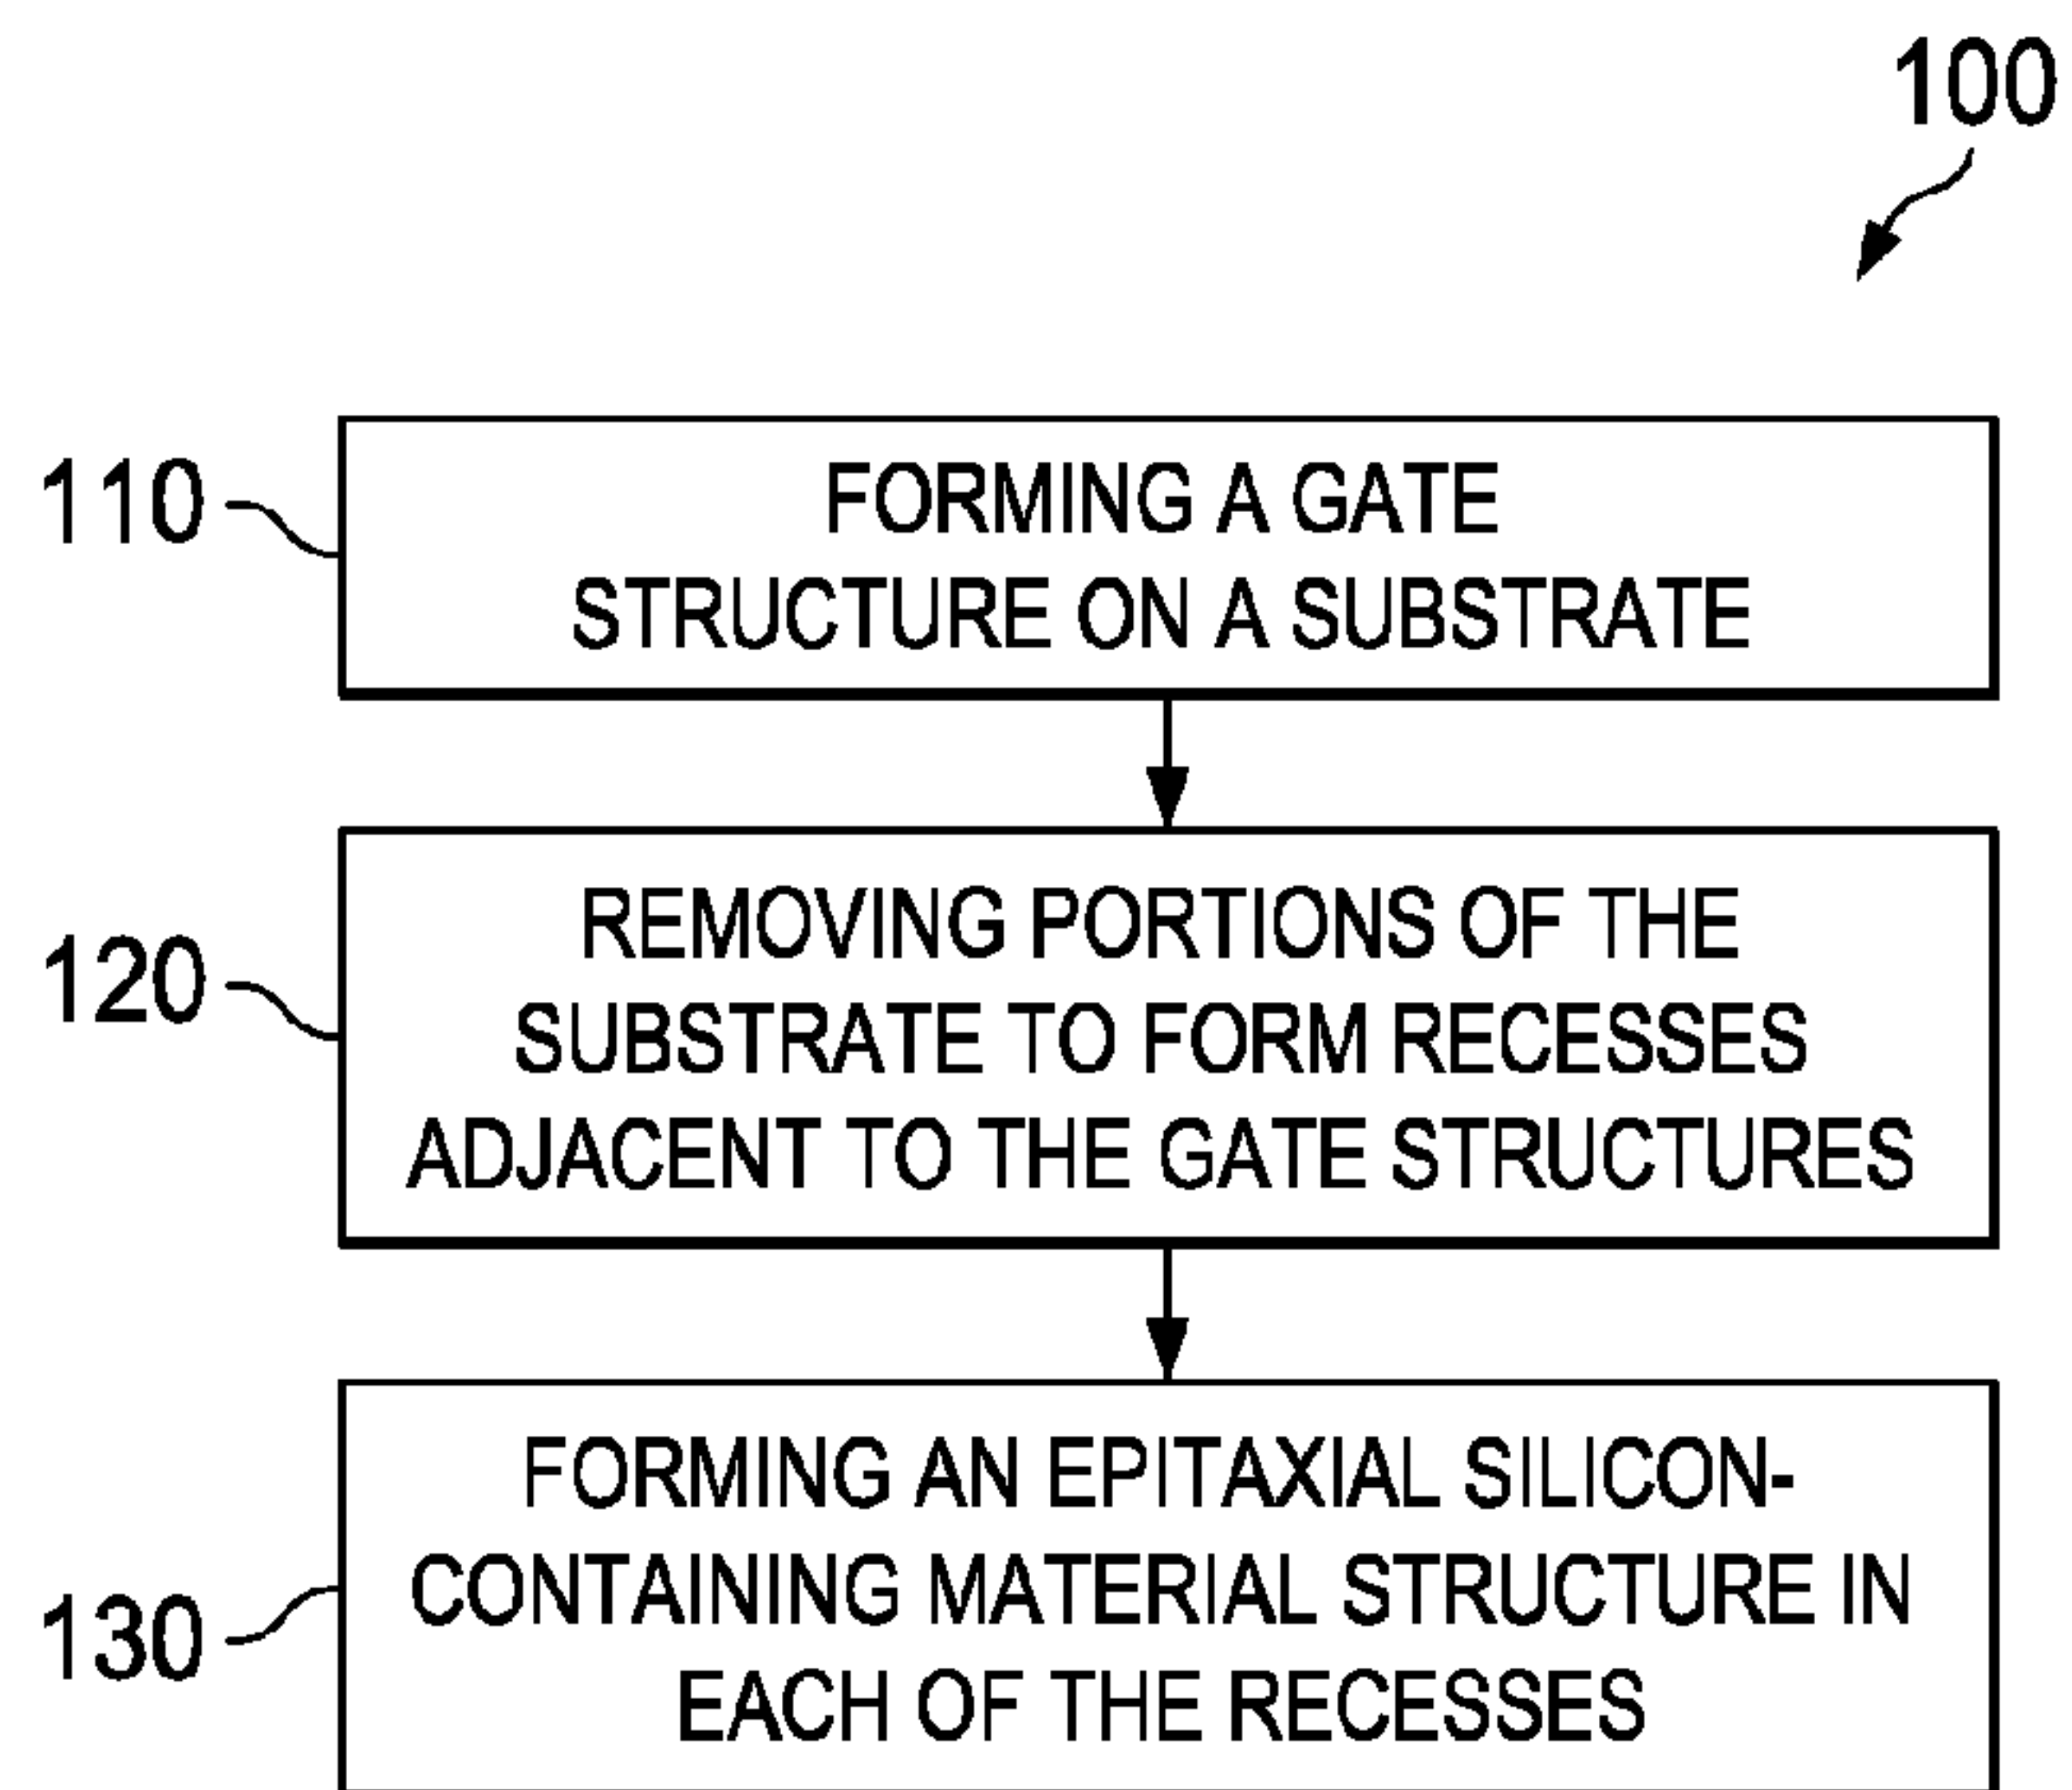 100
110
FORMING A GATE
STRUCTURE ON A SUBSTRATE
120
REMOVING PORTIONS OF THE
SUBSTRATE TO FORM RECESSES
ADJACENT TO THE GATE STRUCTURES
130
FORMING AN EPITAXIAL SILICON-
CONTAINING MATERIAL STRUCTURE IN
EACH OF THE RECESSES